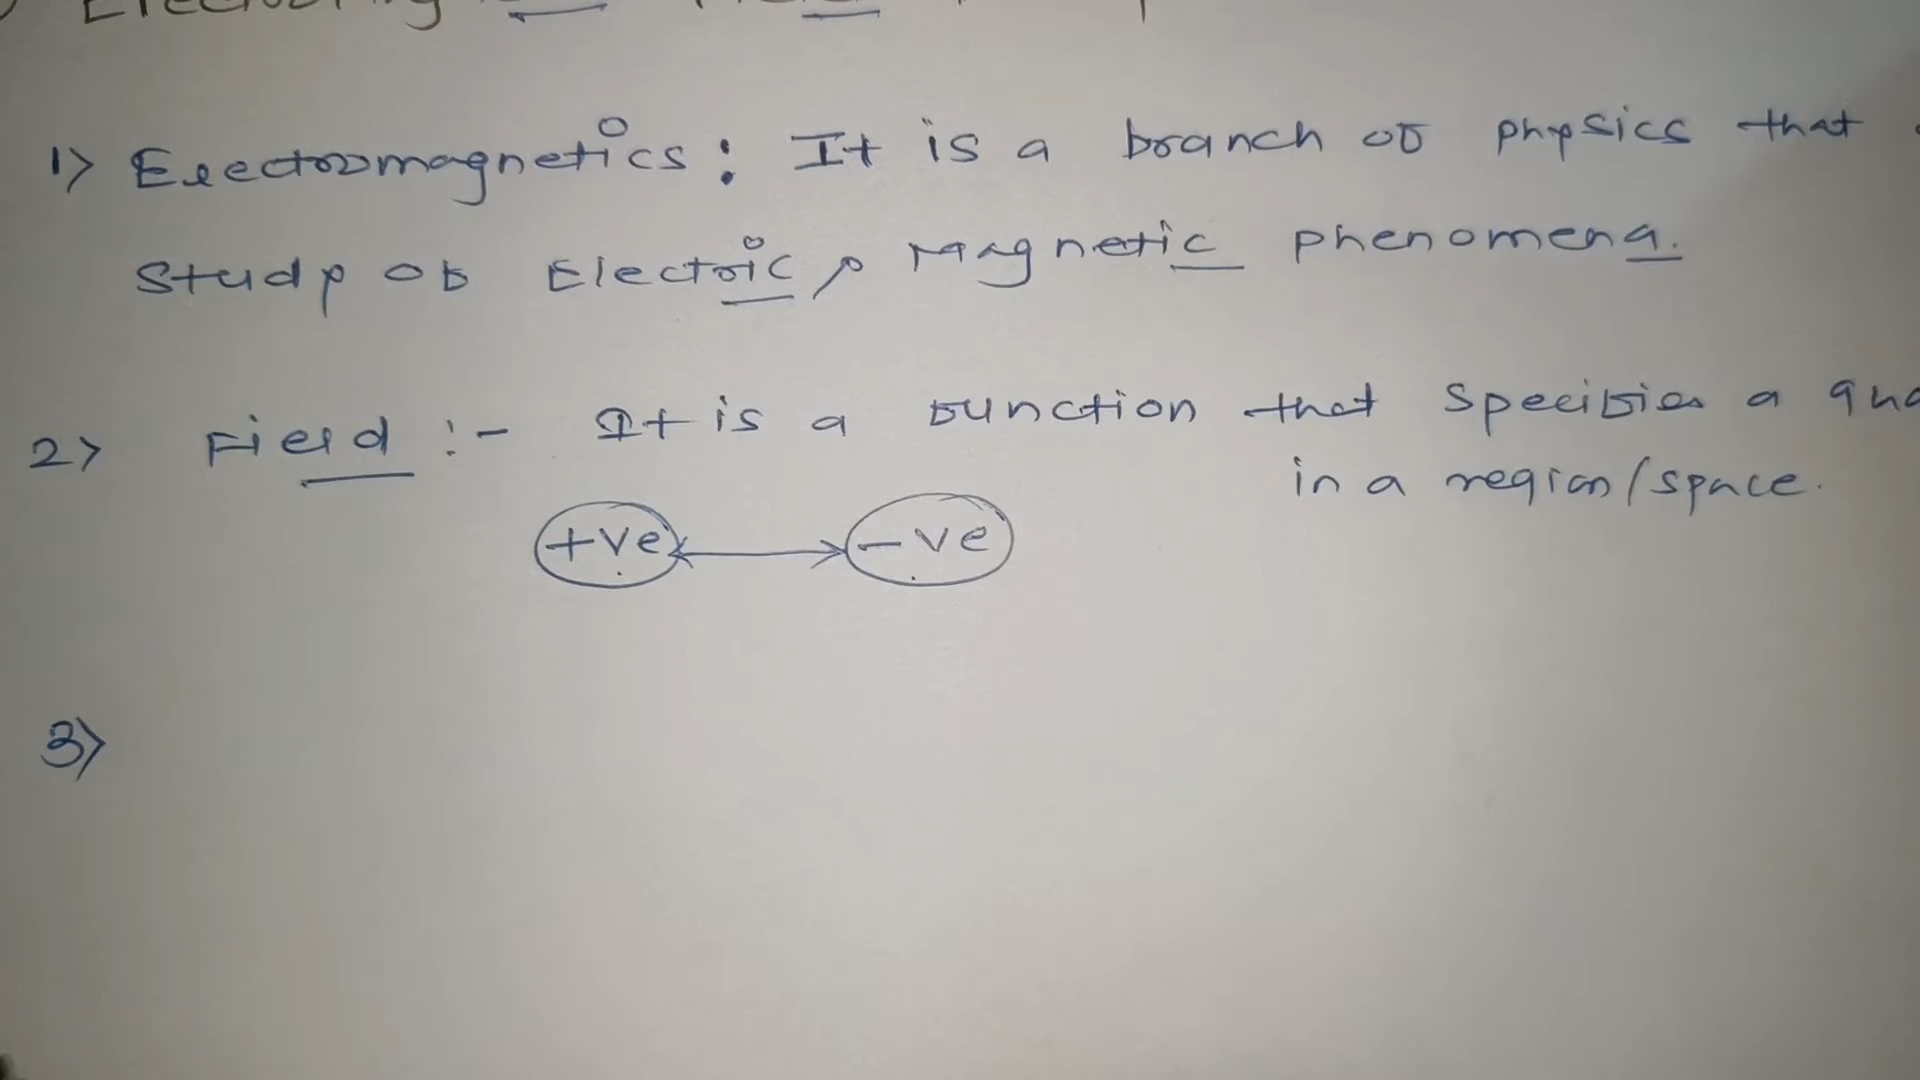 1) Electromagnetics : It is a branch of physics that
Study of Electric, Magnetic phenomena.
2) Field :- It is a function that specifies a qua
in a region/space.
+ve -ve
3)